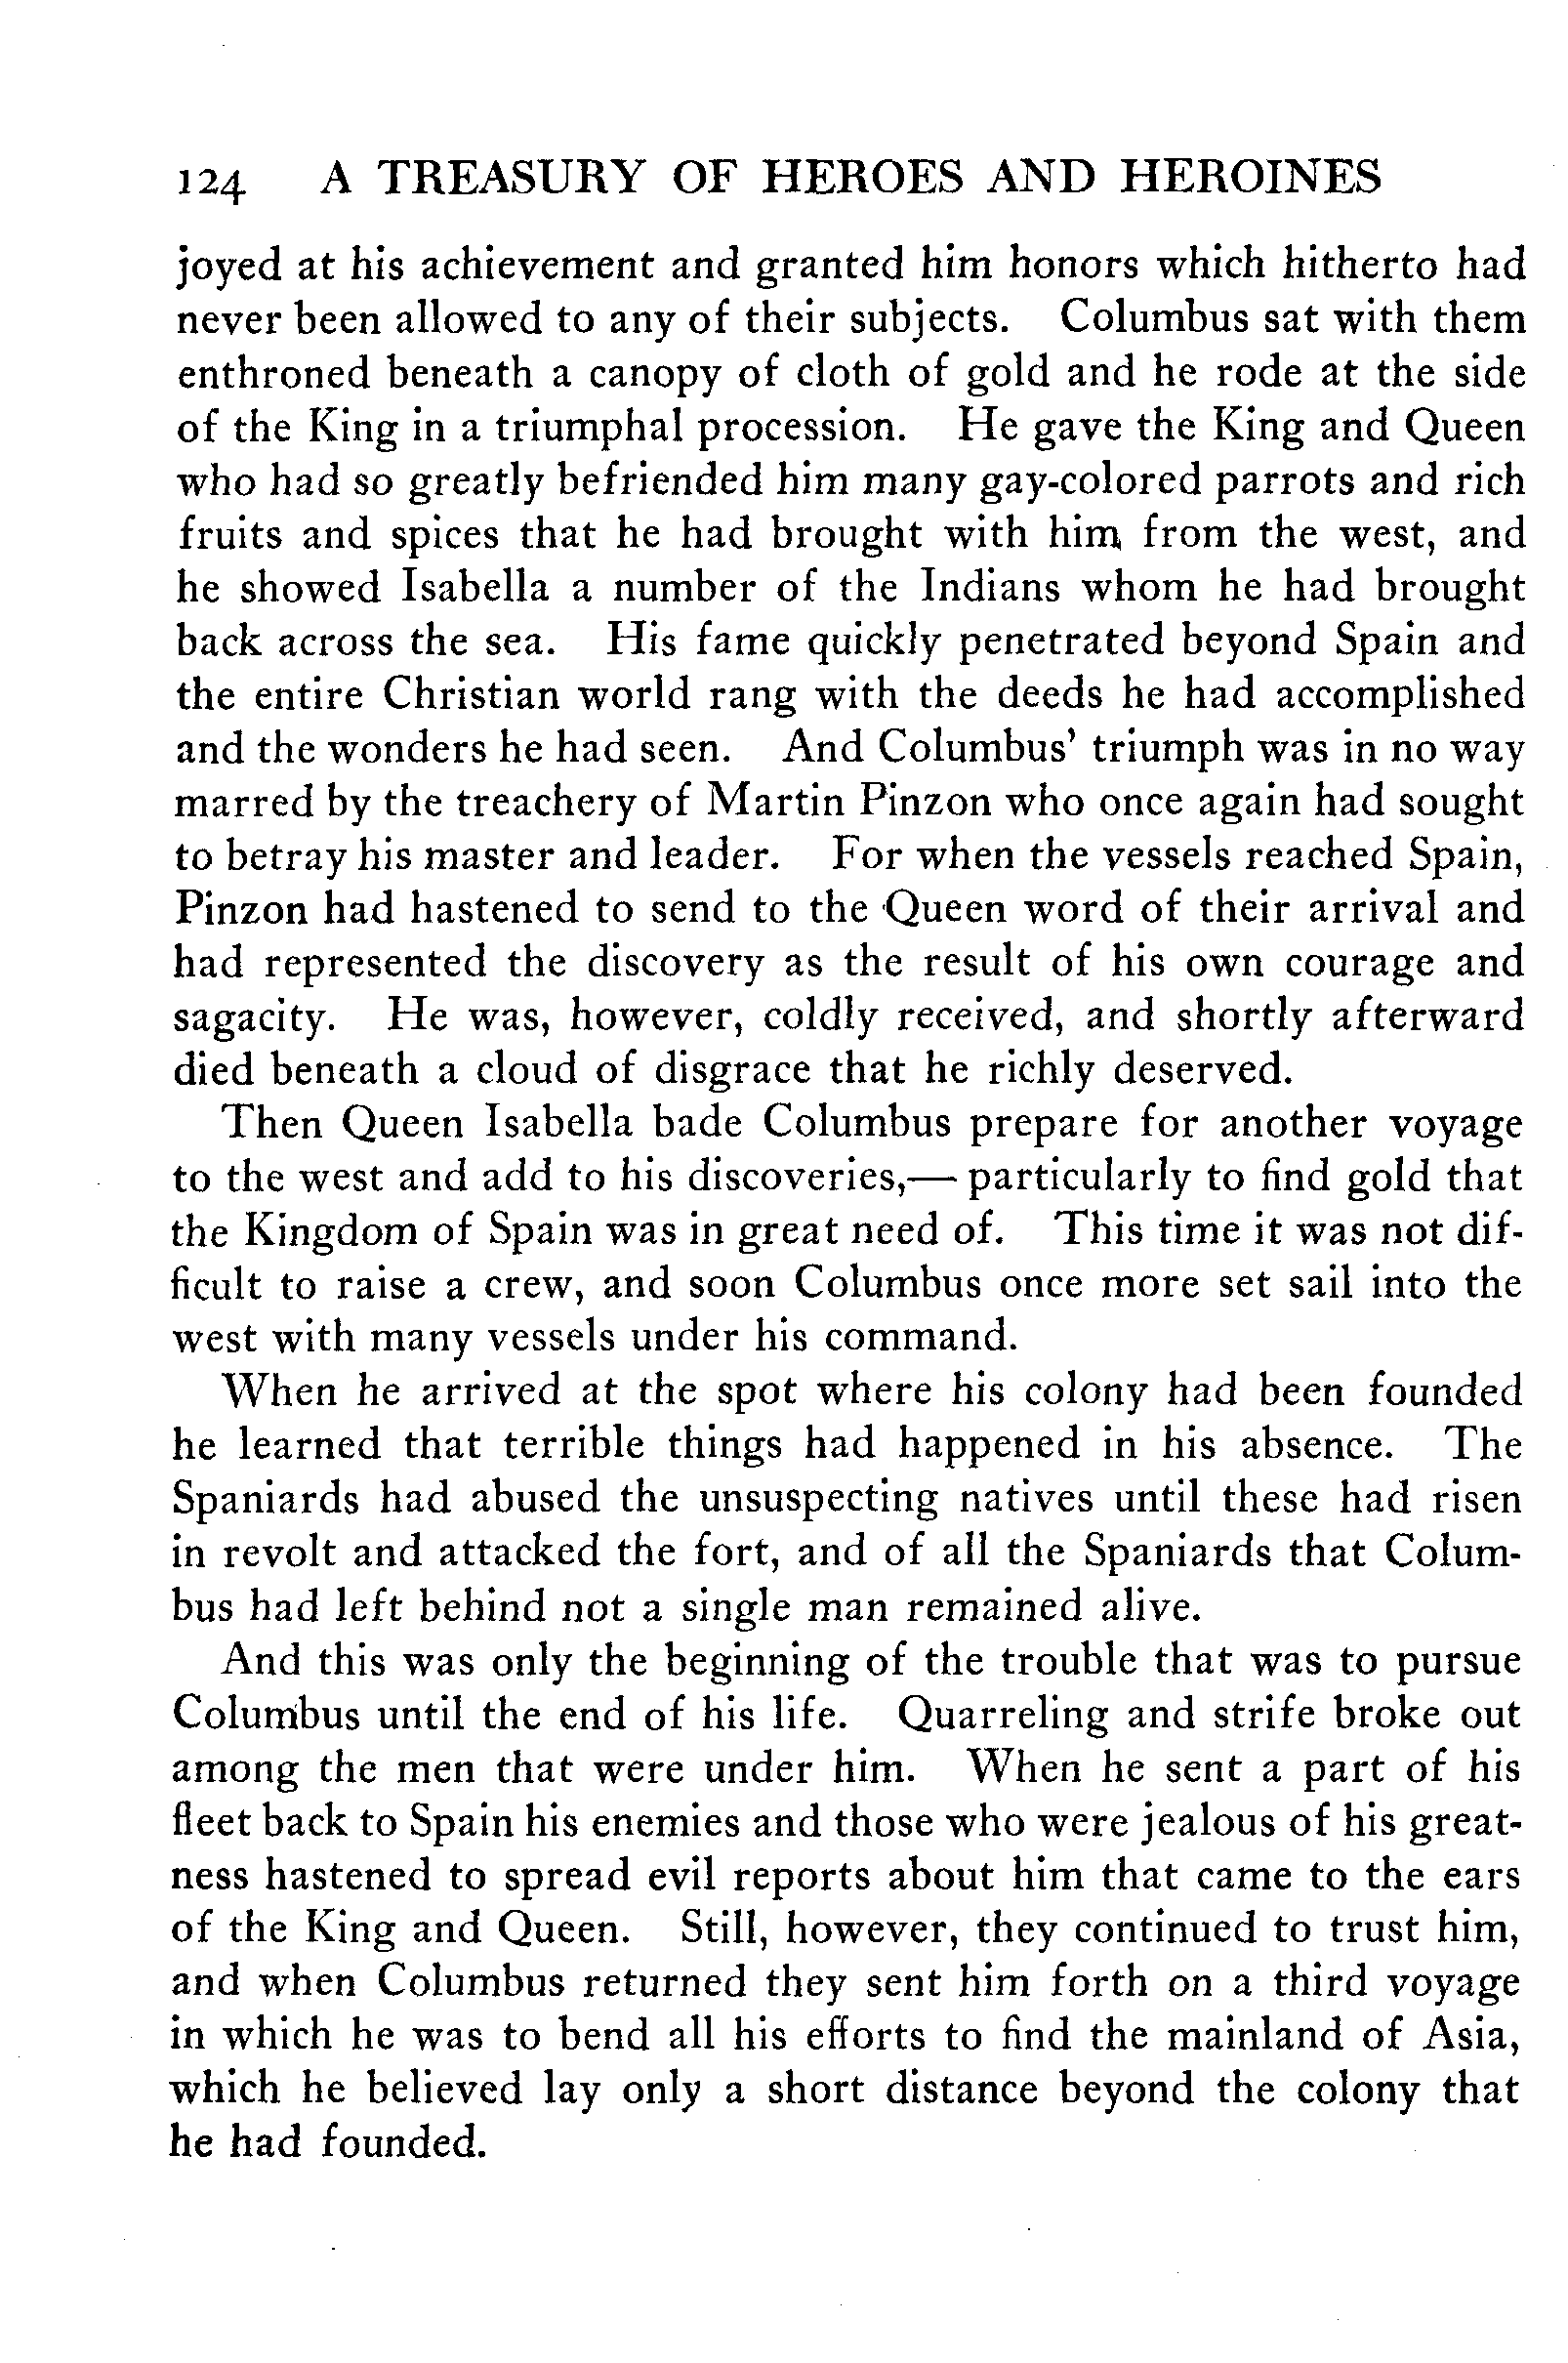 124 A TREASURY OF HEROES AND HEROINES
joyed at his achievement and granted him honors which hitherto had
never been allowed to any of their subjects. Columbus sat with them
enthroned beneath a canopy of cloth of gold and he rode at the side
of the King in a triumphal procession. He gave the King and Queen
who had so greatly befriended him many gay-colored parrots and rich
fruits and spices that he had brought with him from the west, and
he showed Isabella a number of the Indians whom he had brought
back across the sea. His fame quickly penetrated beyond Spain and
the entire Christian world rang with the deeds he had accomplished
and the wonders he had seen. And Columbus' triumph was in no way
marred by the treachery of Martin Pinzon who once again had sought
to betray his master and leader. For when the vessels reached Spain,
Pinzon had hastened to send to the Queen word of their arrival and
had represented the discovery as the result of his own courage and
sagacity. He was, however, coldly received, and shortly afterward
died beneath a cloud of disgrace that he richly deserved.
Then Queen Isabella bade Columbus prepare for another voyage
to the west and add to his discoveries,— particularly to find gold that
the Kingdom of Spain was in great need of. This time it was not dif-
ficult to raise a crew, and soon Columbus once more set sail into the
west with many vessels under his command.
When he arrived at the spot where his colony had been founded
he learned that terrible things had happened in his absence. The
Spaniards had abused the unsuspecting natives until these had risen
in revolt and attacked the fort, and of all the Spaniards that Colum-
bus had left behind not a single man remained alive.
And this was only the beginning of the trouble that was to pursue
Columbus until the end of his life. Quarreling and strife broke out
among the men that were under him. When he sent a part of his
fleet back to Spain his enemies and those who were jealous of his great-
ness hastened to spread evil reports about him that came to the ears
of the King and Queen. Still, however, they continued to trust him,
and when Columbus returned they sent him forth on a third voyage
in which he was to bend all his efforts to find the mainland of Asia,
which he believed lay only a short distance beyond the colony that
he had founded.